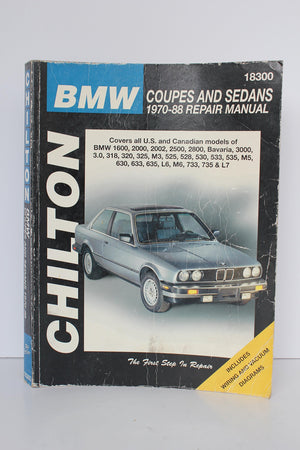 18300
BMW COUPES AND SEDANS
1970-88 REPAIR MANUAL
Covers all U.S. and Canadian models of
BMW 1600, 2000, 2002, 2500, 2800, Bavaria, 3000,
3.0, 318, 320, 325, M3, 525, 528, 530, 533, 535, M5,
630, 633, 635, L6, M6, 733, 735 & L7
CHILTON
The First Step In Repair
INCLUDES
WIRING AND VACUUM
DIAGRAMS
CHILTON